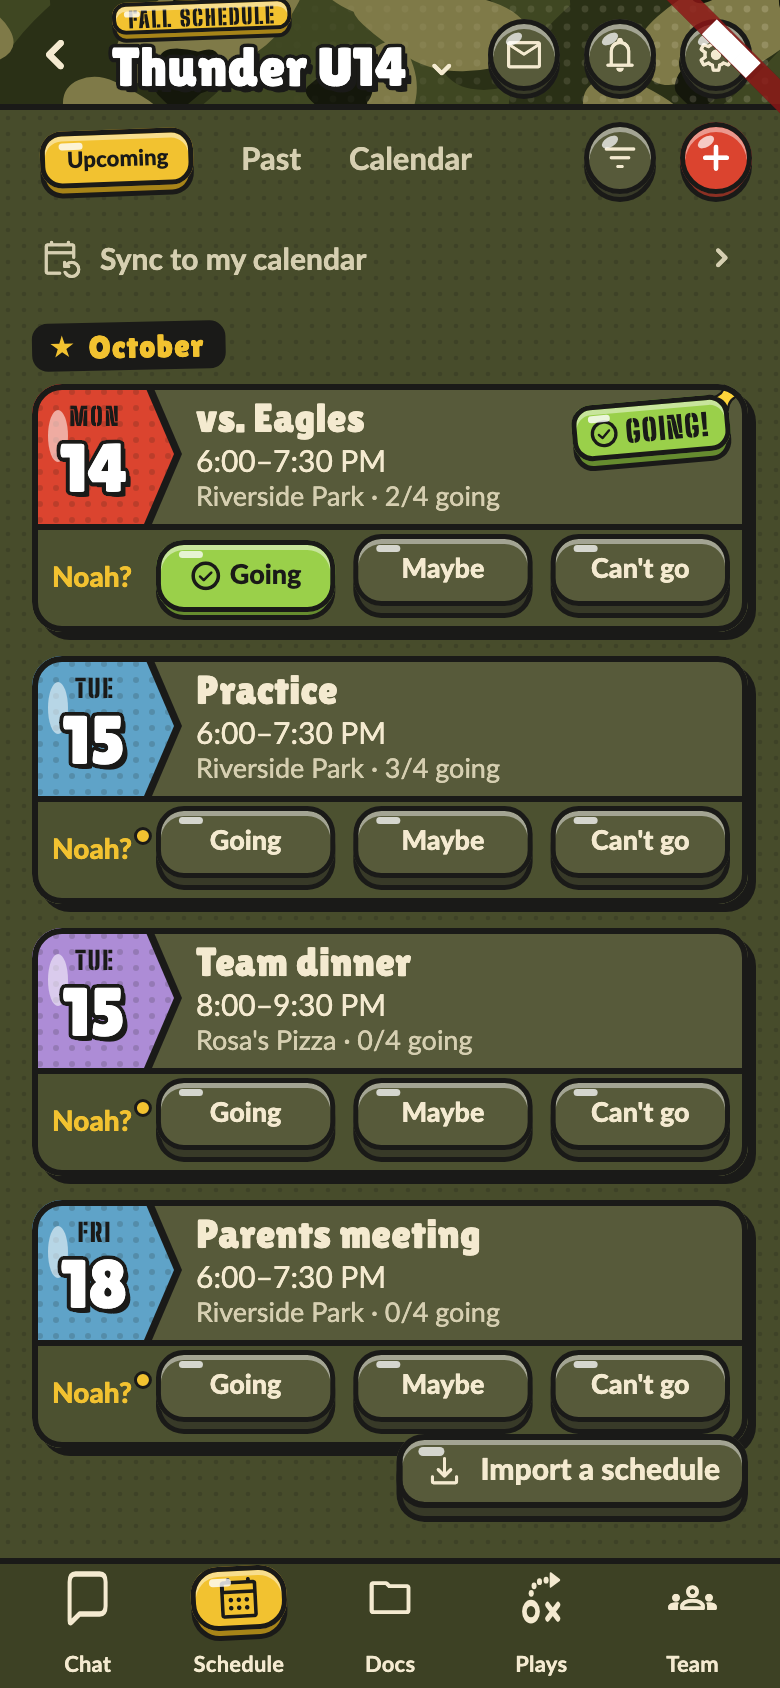 FALL SCHEDULE
Thunder U14
Upcoming
Past
Calendar
Sync to my calendar
★ October
MON
14
vs. Eagles
6:00–7:30 PM
Riverside Park · 2/4 going
GOING!
Noah?
Going
Maybe
Can't go
TUE
15
Practice
6:00–7:30 PM
Riverside Park · 3/4 going
Noah?
Going
Maybe
Can't go
TUE
15
Team dinner
8:00–9:30 PM
Rosa's Pizza · 0/4 going
Noah?
Going
Maybe
Can't go
FRI
18
Parents meeting
6:00–7:30 PM
Riverside Park · 0/4 going
Noah?
Going
Maybe
Can't go
Import a schedule
Chat
Schedule
Docs
Plays
Team